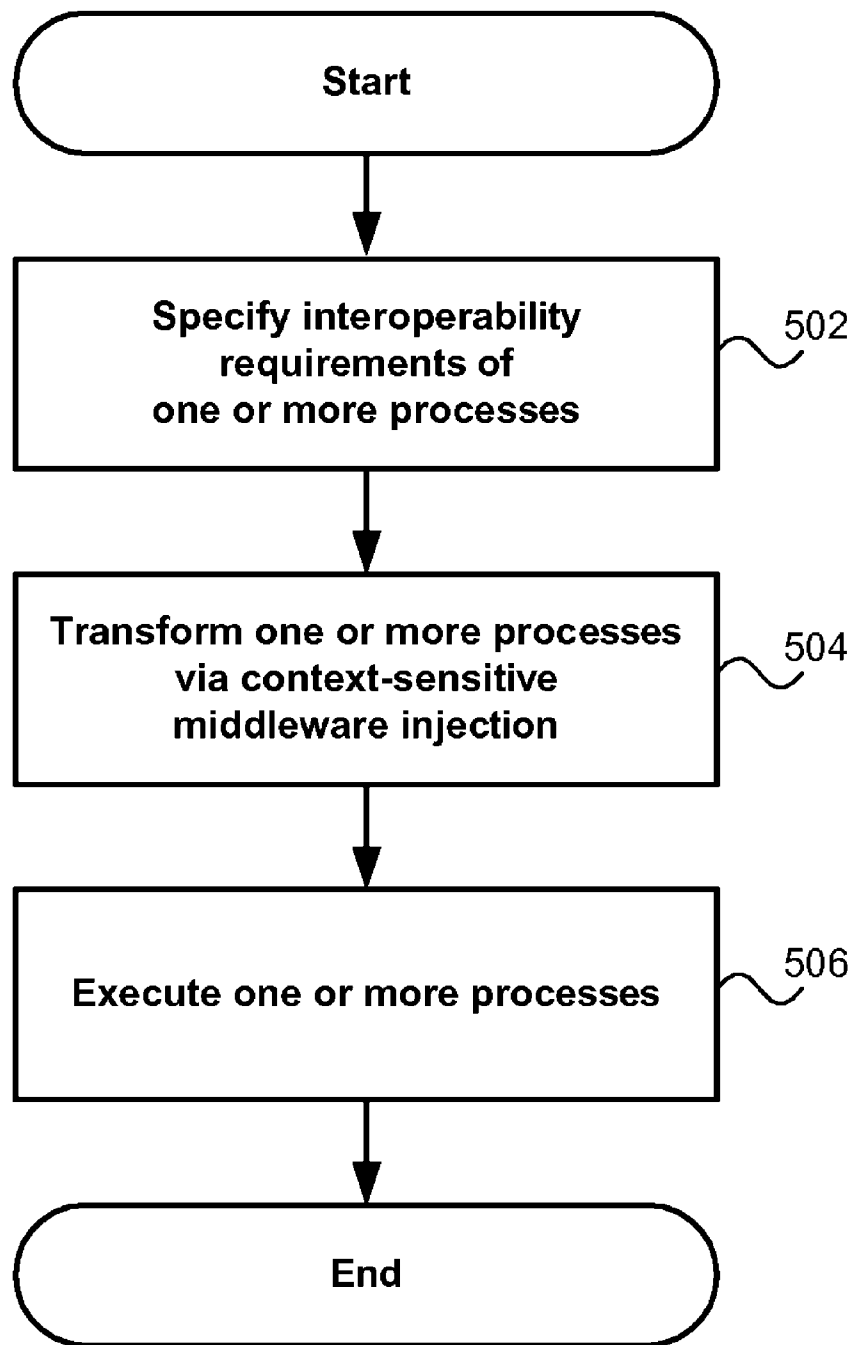 Start
Specify interoperability
requirements of
one or more processes
502
Transform one or more processes
via context-sensitive
middleware injection
504
Execute one or more processes
506
End